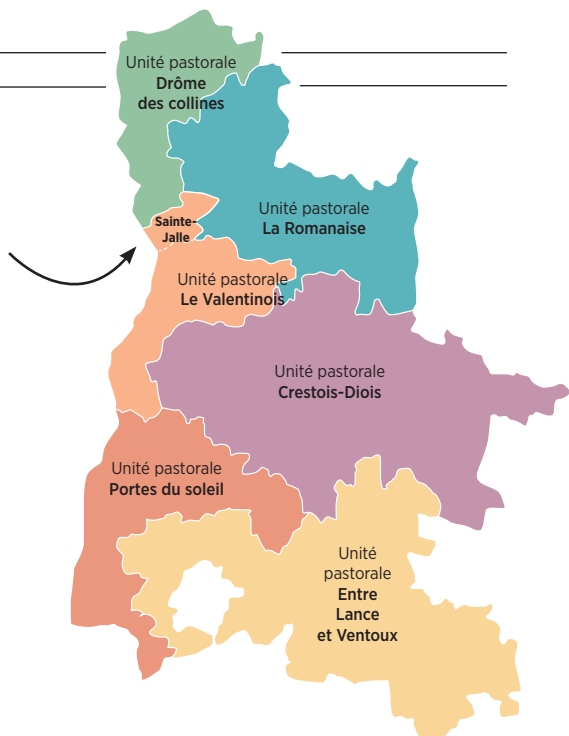 Unité pastorale
Drôme
des collines
Sainte-
Jalle
Unité pastorale
La Romanaise
Unité pastorale
Le Valentinois
Unité pastorale
Crestois-Diois
Unité pastorale
Portes du soleil
Unité
pastorale
Entre
Lance
et Ventoux